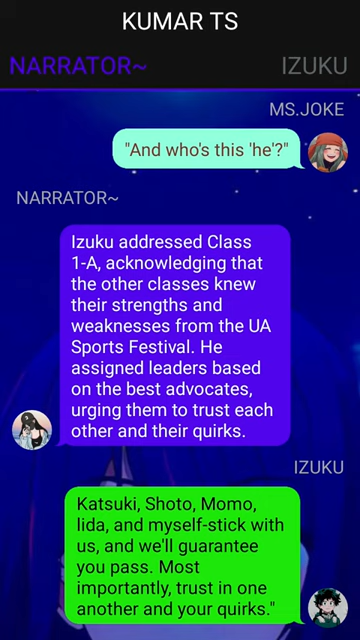 KUMAR TS
NARRATOR~ IZUKU
MS.JOKE
"And who's this 'he'?"
NARRATOR~
Izuku addressed Class
1-A, acknowledging that
the other classes knew
their strengths and
weaknesses from the UA
Sports Festival. He
assigned leaders based
on the best advocates,
urging them to trust each
other and their quirks.
IZUKU
Katsuki, Shoto, Momo,
Iida, and myself-stick with
us, and we'll guarantee
you pass. Most
importantly, trust in one
another and your quirks."